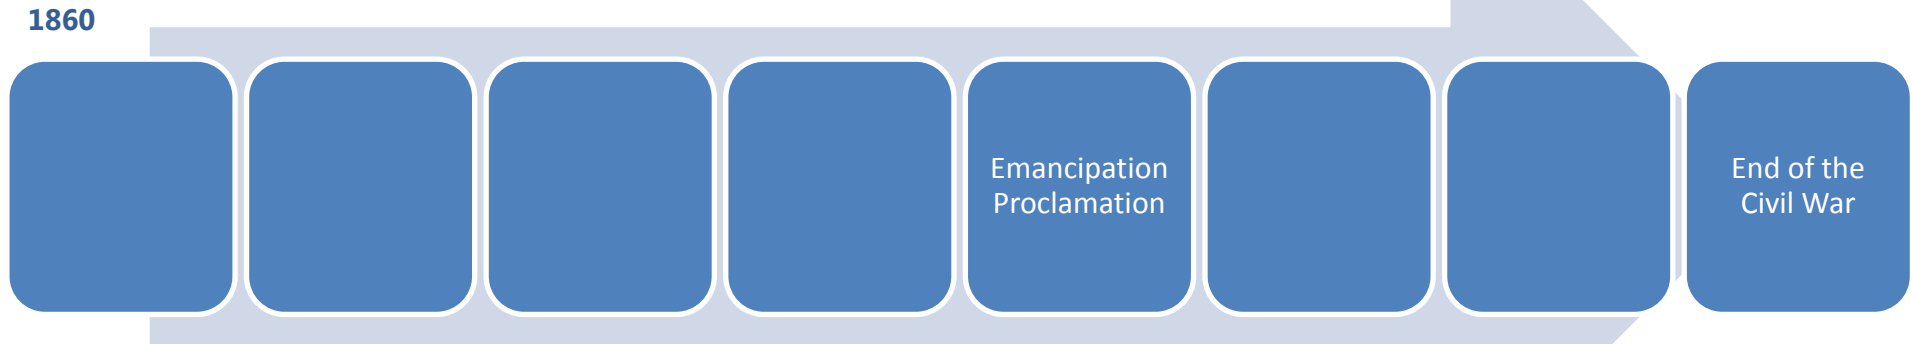 1860
Emancipation
Proclamation
End of the
Civil War